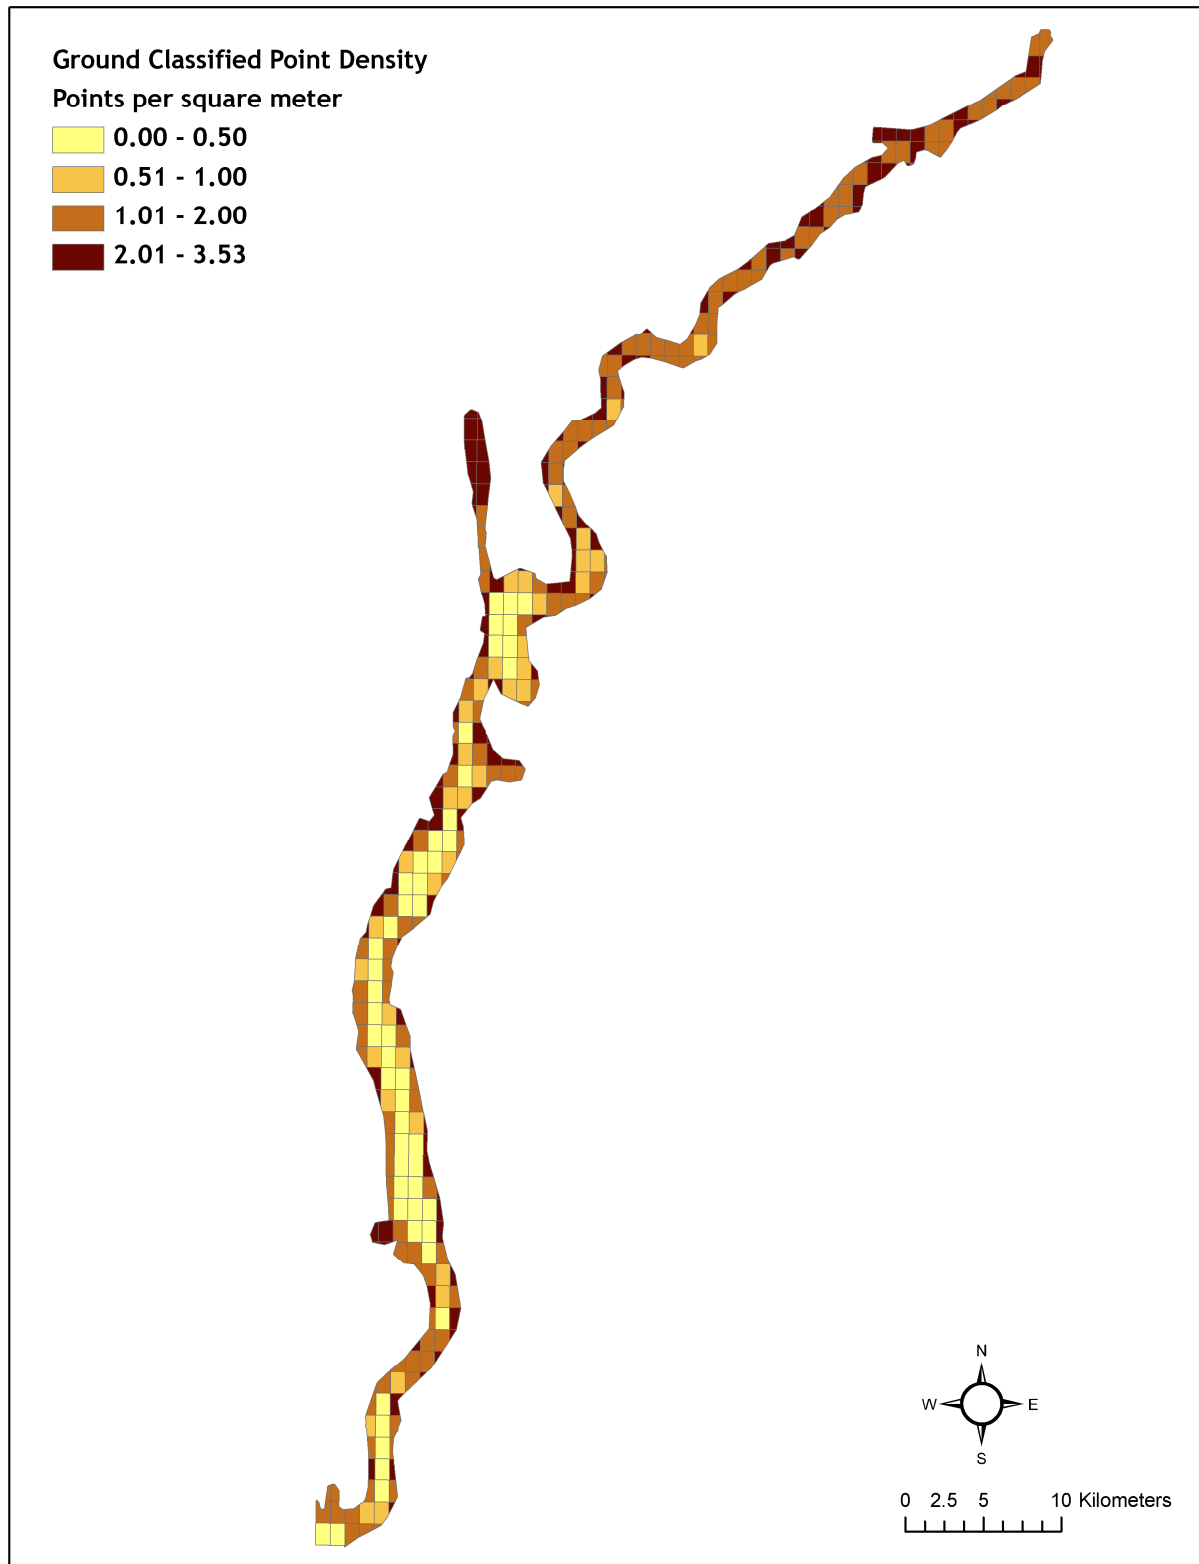 Ground Classified Point Density
Points per square meter
0.00 - 0.50
0.51 - 1.00
1.01 - 2.00
2.01 - 3.53
N
W E
S
0 2.5 5 10 Kilometers